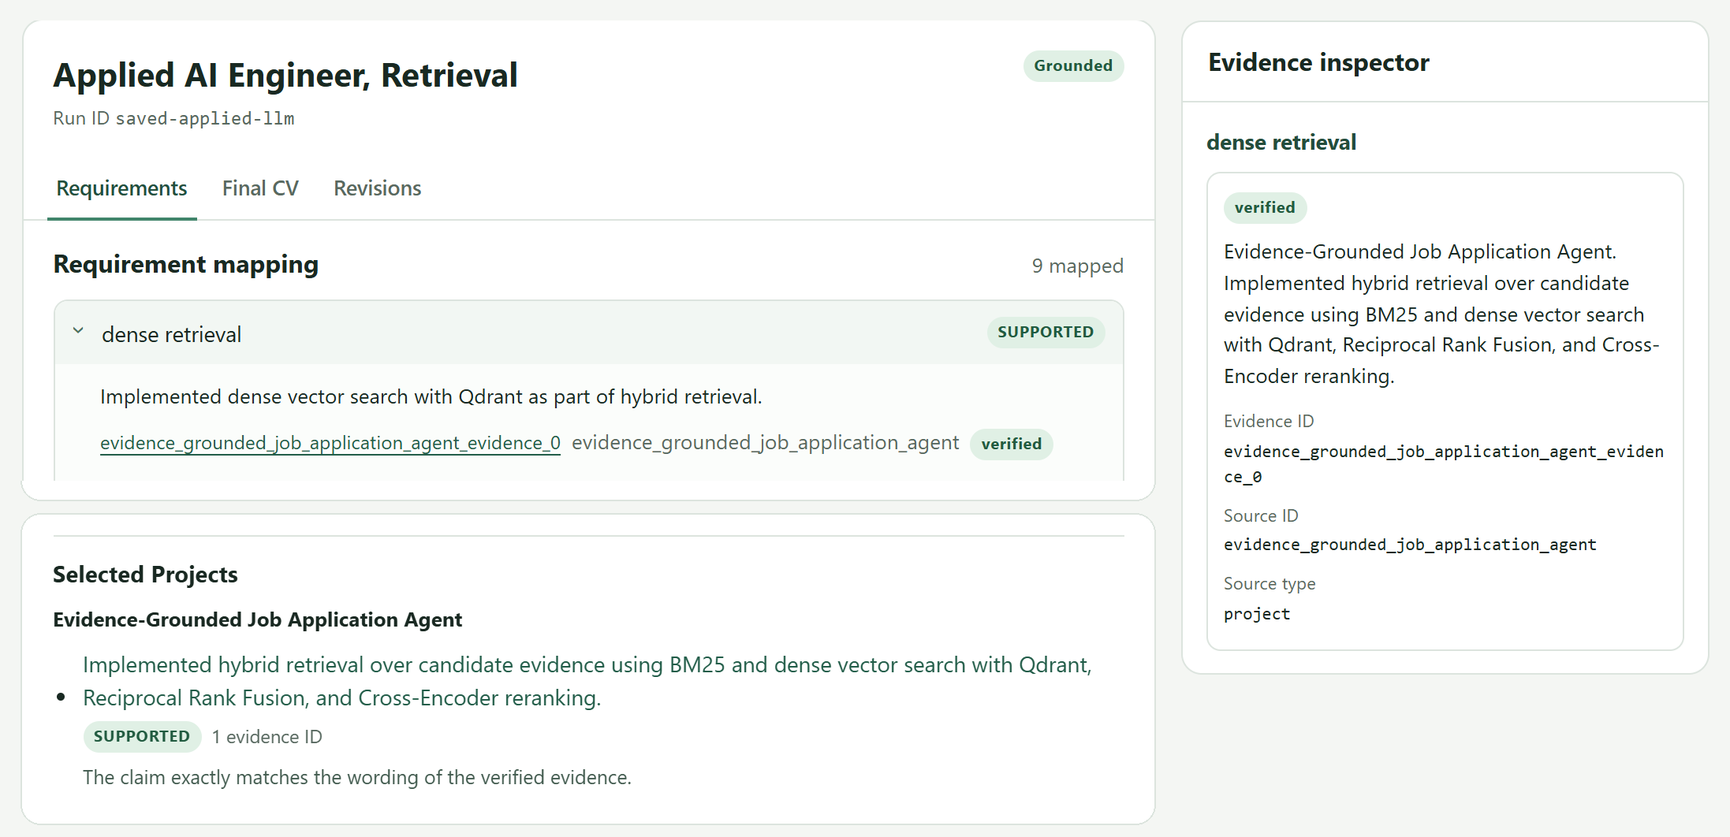 Applied AI Engineer, Retrieval
Grounded
Run ID saved-applied-llm
Requirements
Final CV
Revisions
Requirement mapping
9 mapped
dense retrieval
SUPPORTED
Implemented dense vector search with Qdrant as part of hybrid retrieval.
evidence_grounded_job_application_agent_evidence_0 evidence_grounded_job_application_agent verified
Selected Projects
Evidence-Grounded Job Application Agent
Implemented hybrid retrieval over candidate evidence using BM25 and dense vector search with Qdrant,
Reciprocal Rank Fusion, and Cross-Encoder reranking.
SUPPORTED 1 evidence ID
The claim exactly matches the wording of the verified evidence.
Evidence inspector
dense retrieval
verified
Evidence-Grounded Job Application Agent.
Implemented hybrid retrieval over candidate
evidence using BM25 and dense vector search
with Qdrant, Reciprocal Rank Fusion, and Cross-
Encoder reranking.
Evidence ID
evidence_grounded_job_application_agent_eviden
ce_0
Source ID
evidence_grounded_job_application_agent
Source type
project